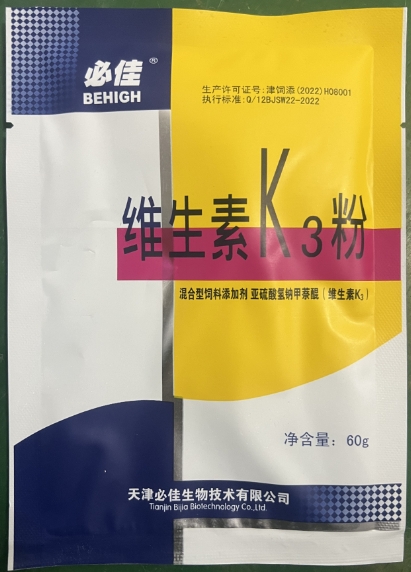 必佳®
BEHIGH
生产许可证号:津饲添(2022)H08001
执行标准:Q/12BJSW22-2022
维生素K3粉
混合型饲料添加剂 亚硫酸氢钠甲萘醌(维生素K₃)
净含量：60g
天津必佳生物技术有限公司
Tianjin Bijia Biotechnology Co.,Ltd.